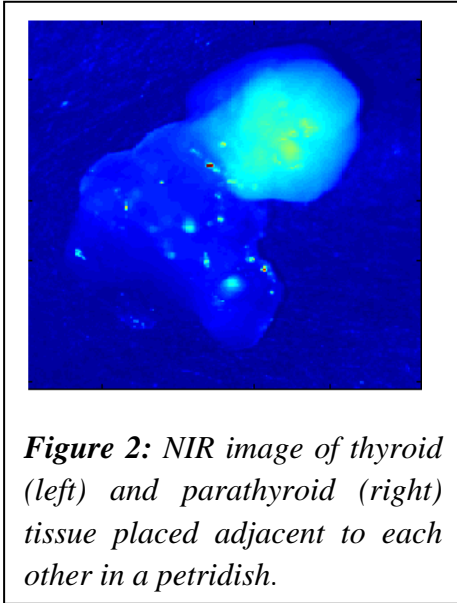 Figure 2: NIR image of thyroid
(left) and parathyroid (right)
tissue placed adjacent to each
other in a petridish.